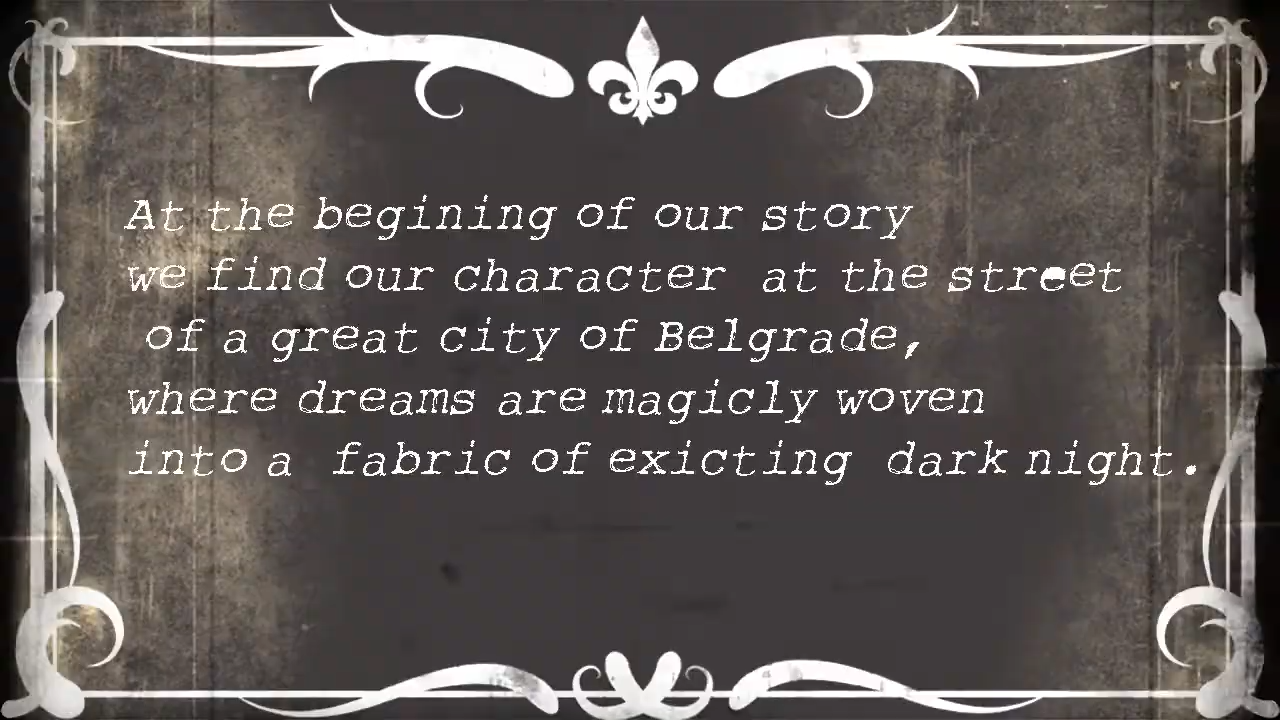 At the begining of our story
we find our character at the street
of a great city of Belgrade,
where dreams are magicly woven
into a fabric of exicting dark night.